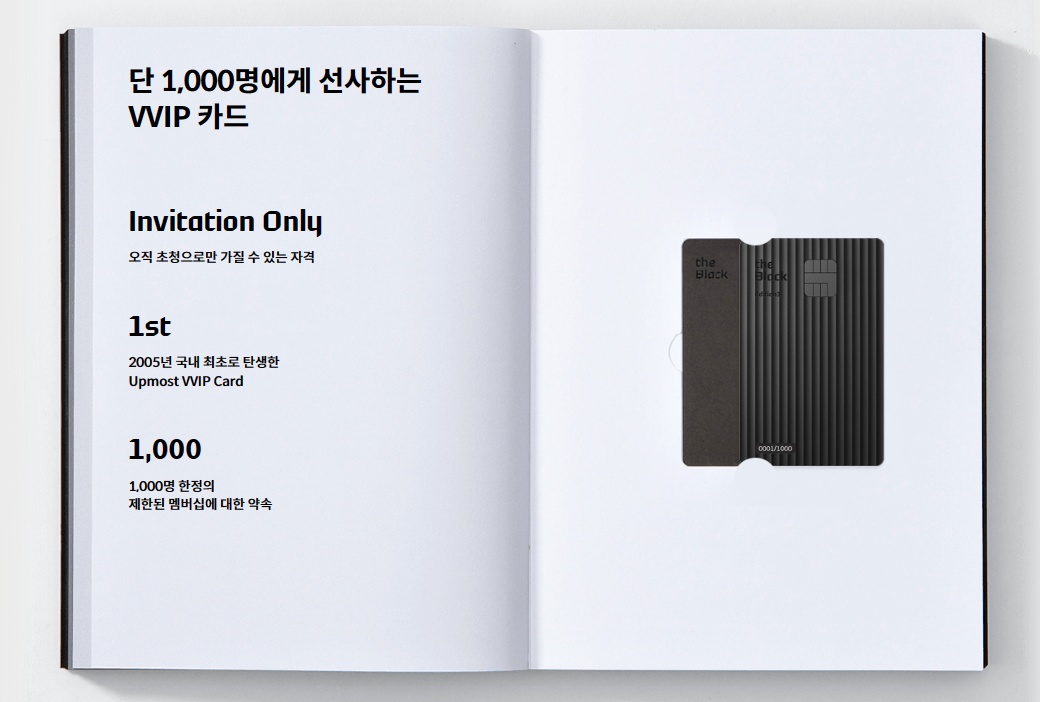 단 1,000명에게 선사하는
VVIP 카드
Invitation Only
오직 초청으로만 가질 수 있는 자격
1st
2005년 국내 최초로 탄생한
Upmost VVIP Card
1,000
1,000명 한정의
제한된 멤버십에 대한 약속
the
Black
the
Black
0001/1000